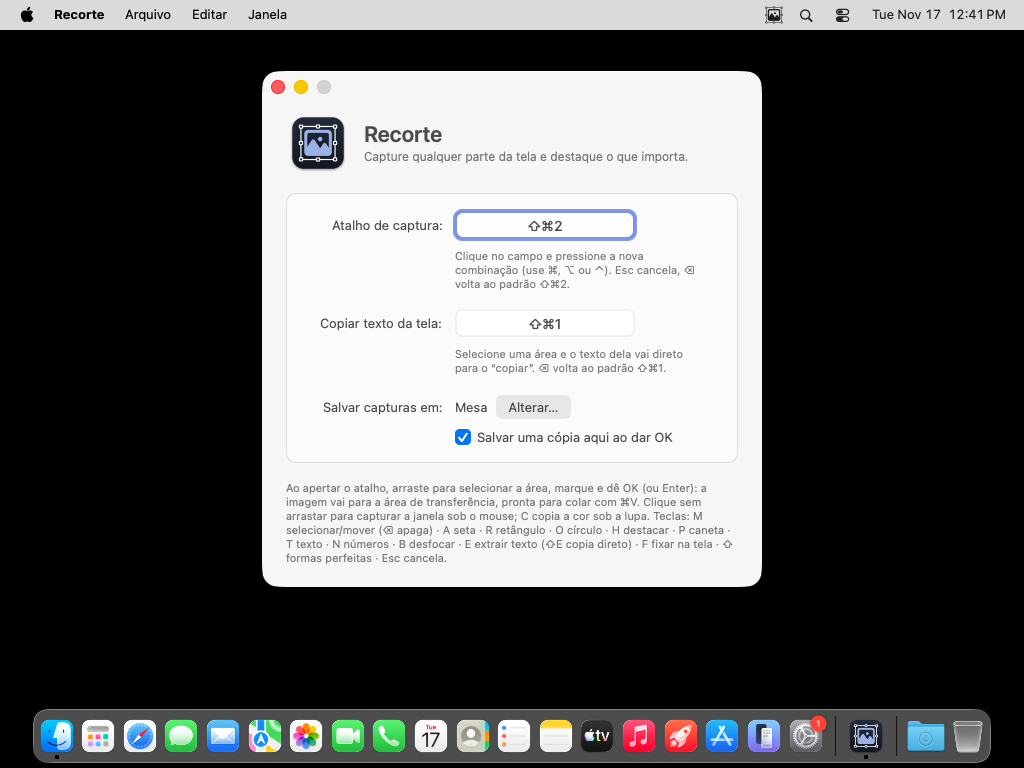 Recorte Arquivo Editar Janela Tue Nov 17 12:41 PM
Recorte
Capture qualquer parte da tela e destaque o que importa.
Atalho de captura: ⇧⌘2
Clique no campo e pressione a nova
combinação (use ⌘, ⌥ ou ^). Esc cancela, ⌫
volta ao padrão ⇧⌘2.
Copiar texto da tela: ⇧⌘1
Selecione uma área e o texto dela vai direto
para o “copiar”. ⌫ volta ao padrão ⇧⌘1.
Salvar capturas em: Mesa Alterar...
Salvar uma cópia aqui ao dar OK
Ao apertar o atalho, arraste para selecionar a área, marque e dê OK (ou Enter): a
imagem vai para a área de transferência, pronta para colar com ⌘V. Clique sem
arrastar para capturar a janela sob o mouse; C copia a cor sob a lupa. Teclas: M
selecionar/mover (⌫ apaga) · A seta · R retângulo · O círculo · H destacar · P caneta ·
T texto · N números · B desfocar · E extrair texto (⇧E copia direto) · F fixar na tela · ⇧
formas perfeitas · Esc cancela.
Tue
17
tv
1